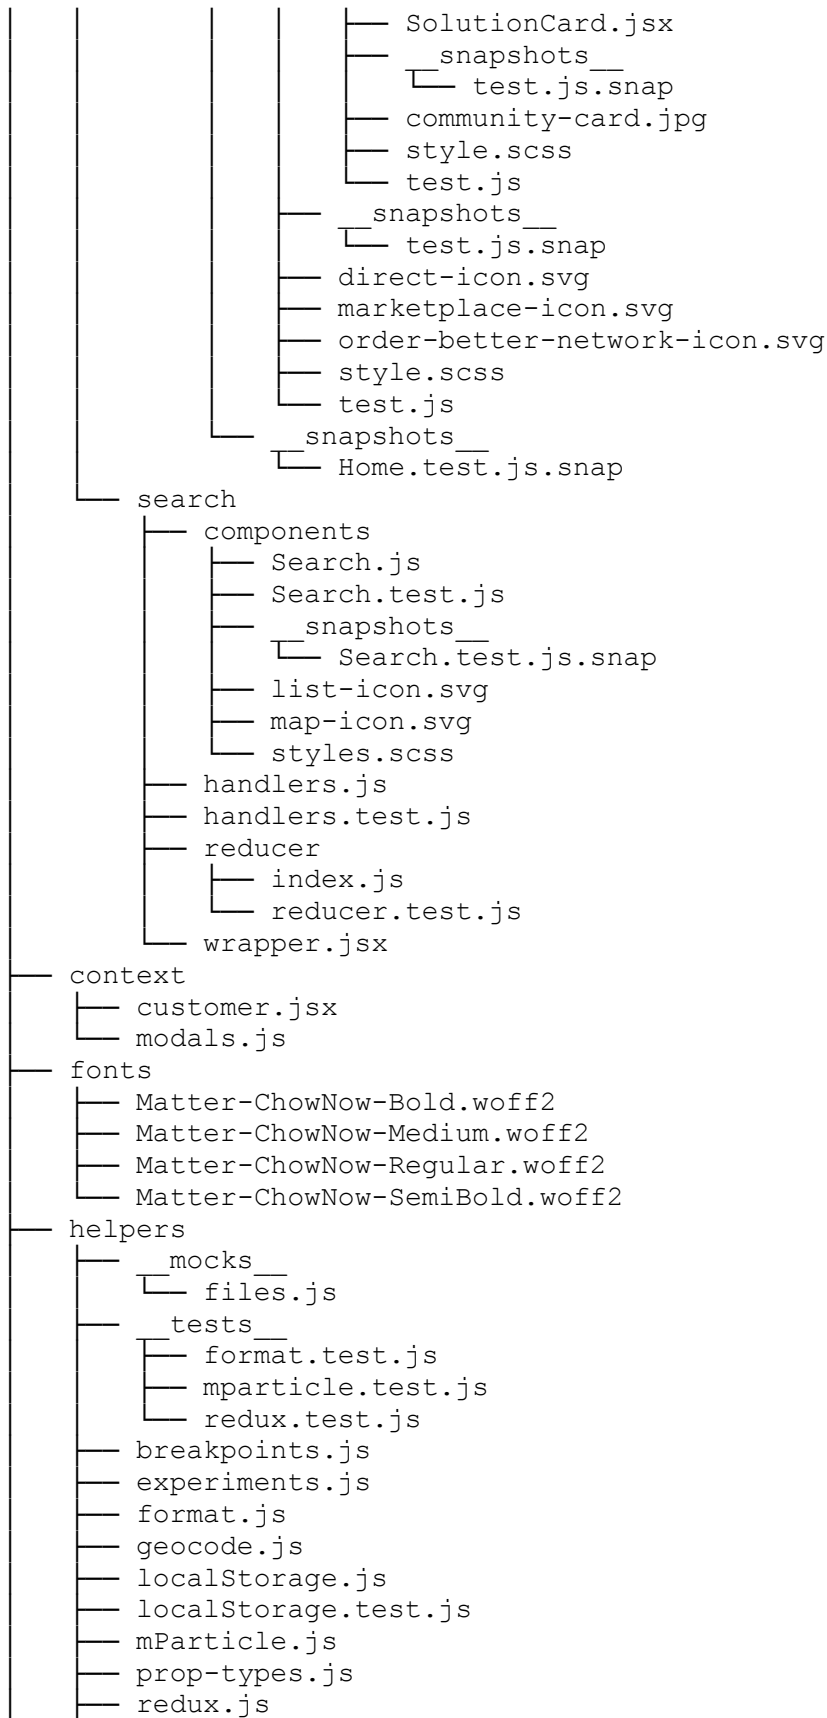 │   │       │   │   ├── SolutionCard.jsx
│   │       │   │   ├── __snapshots__
│   │       │   │   │   └── test.js.snap
│   │       │   │   ├── community-card.jpg
│   │       │   │   ├── style.scss
│   │       │   │   └── test.js
│   │       │   ├── __snapshots__
│   │       │   │   └── test.js.snap
│   │       │   ├── direct-icon.svg
│   │       │   ├── marketplace-icon.svg
│   │       │   ├── order-better-network-icon.svg
│   │       │   ├── style.scss
│   │       │   └── test.js
│   │       └── __snapshots__
│   │           └── Home.test.js.snap
│   └── search
│       ├── components
│       │   ├── Search.js
│       │   ├── Search.test.js
│       │   ├── __snapshots__
│       │   │   └── Search.test.js.snap
│       │   ├── list-icon.svg
│       │   ├── map-icon.svg
│       │   └── styles.scss
│       ├── handlers.js
│       ├── handlers.test.js
│       ├── reducer
│       │   ├── index.js
│       │   └── reducer.test.js
│       └── wrapper.jsx
├── context
│   ├── customer.jsx
│   └── modals.js
├── fonts
│   ├── Matter-ChowNow-Bold.woff2
│   ├── Matter-ChowNow-Medium.woff2
│   ├── Matter-ChowNow-Regular.woff2
│   └── Matter-ChowNow-SemiBold.woff2
├── helpers
│   ├── __mocks__
│   │   └── files.js
│   ├── __tests__
│   │   ├── format.test.js
│   │   ├── mparticle.test.js
│   │   └── redux.test.js
│   ├── breakpoints.js
│   ├── experiments.js
│   ├── format.js
│   ├── geocode.js
│   ├── localStorage.js
│   ├── localStorage.test.js
│   ├── mParticle.js
│   ├── prop-types.js
│   ├── redux.js